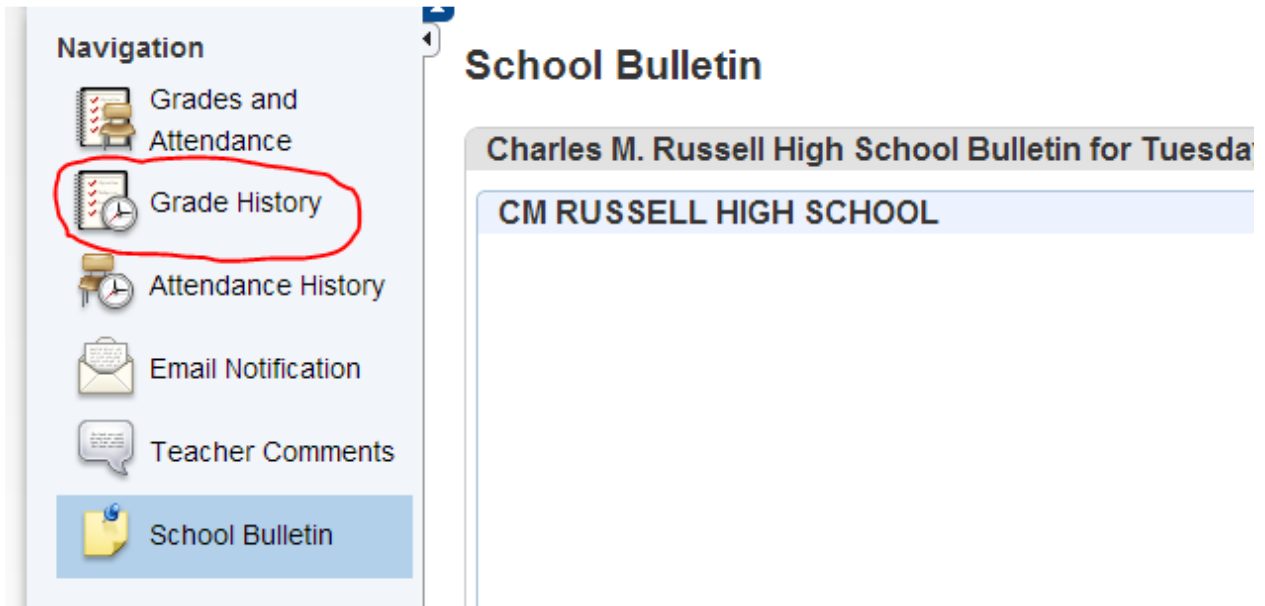 Navigation
Grades and
Attendance
Grade History
Attendance History
Email Notification
Teacher Comments
School Bulletin
School Bulletin
Charles M. Russell High School Bulletin for Tuesda
CM RUSSELL HIGH SCHOOL